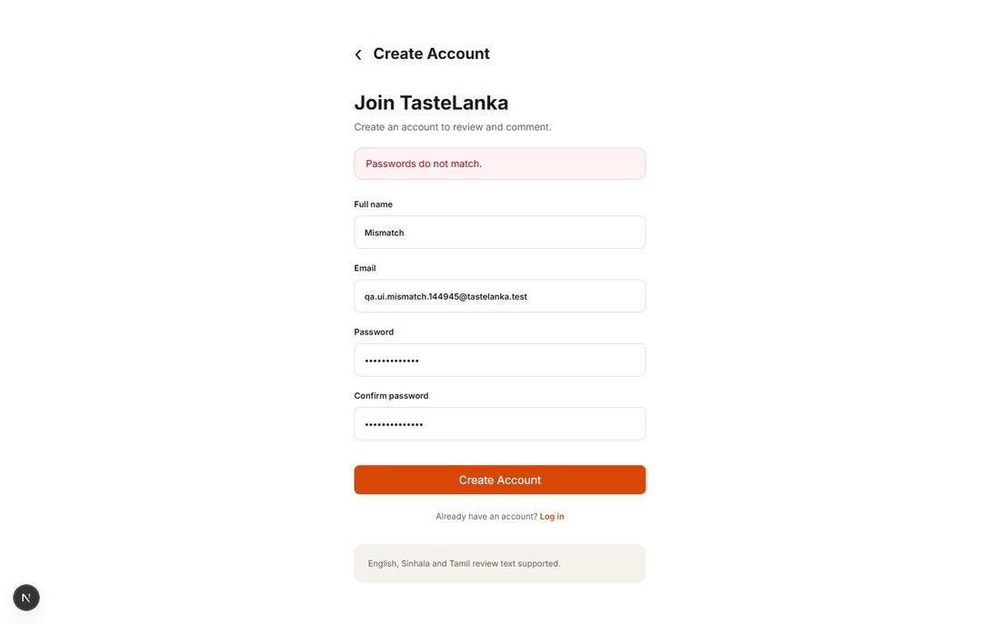 Create Account
Join TasteLanka
Create an account to review and comment.
Passwords do not match.
Full name
Mismatch
Email
qa.ui.mismatch.144945@tastelanka.test
Password
•••••••••••••
Confirm password
••••••••••••••
Create Account
Already have an account? Log in
English, Sinhala and Tamil review text supported.
N